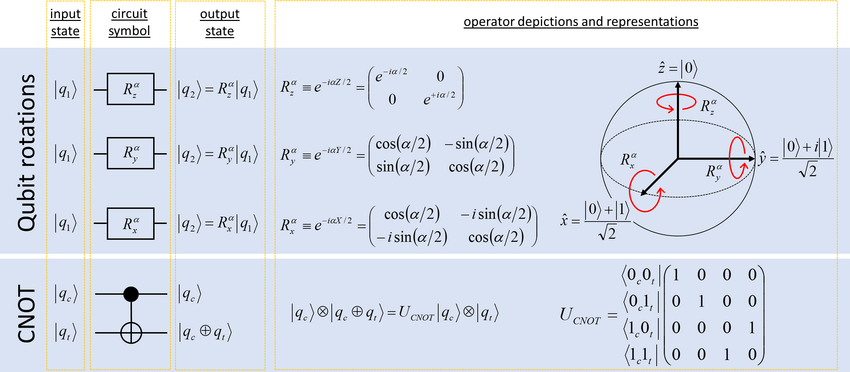 input state
circuit symbol
output state
operator depictions and representations
Qubit rotations
|q₁⟩ R_z^α |q₂⟩ = R_z^α|q₁⟩ R_z^α ≡ e^{-iαZ/2} = ( e^{-iα/2} 0
0 e^{+iα/2} )
|q₁⟩ R_y^α |q₂⟩ = R_y^α|q₁⟩ R_y^α ≡ e^{-iαY/2} = ( cos(α/2) −sin(α/2)
sin(α/2) cos(α/2) )
|q₁⟩ R_x^α |q₂⟩ = R_x^α|q₁⟩ R_x^α ≡ e^{-iαX/2} = ( cos(α/2) −i sin(α/2)
−i sin(α/2) cos(α/2) )
ẑ = |0⟩
R_z^α
R_x^α
R_y^α
ŷ = (|0⟩ + i|1⟩)/√2
x̂ = (|0⟩ + |1⟩)/√2
CNOT
|q_c⟩ |q_c⟩
|q_t⟩ |q_c ⊕ q_t⟩
|q_c⟩ ⊗ |q_c ⊕ q_t⟩ = U_CNOT |q_c⟩ ⊗ |q_t⟩
U_CNOT =
⟨0_c0_t| 1 0 0 0
⟨0_c1_t| 0 1 0 0
⟨1_c0_t| 0 0 0 1
⟨1_c1_t| 0 0 1 0